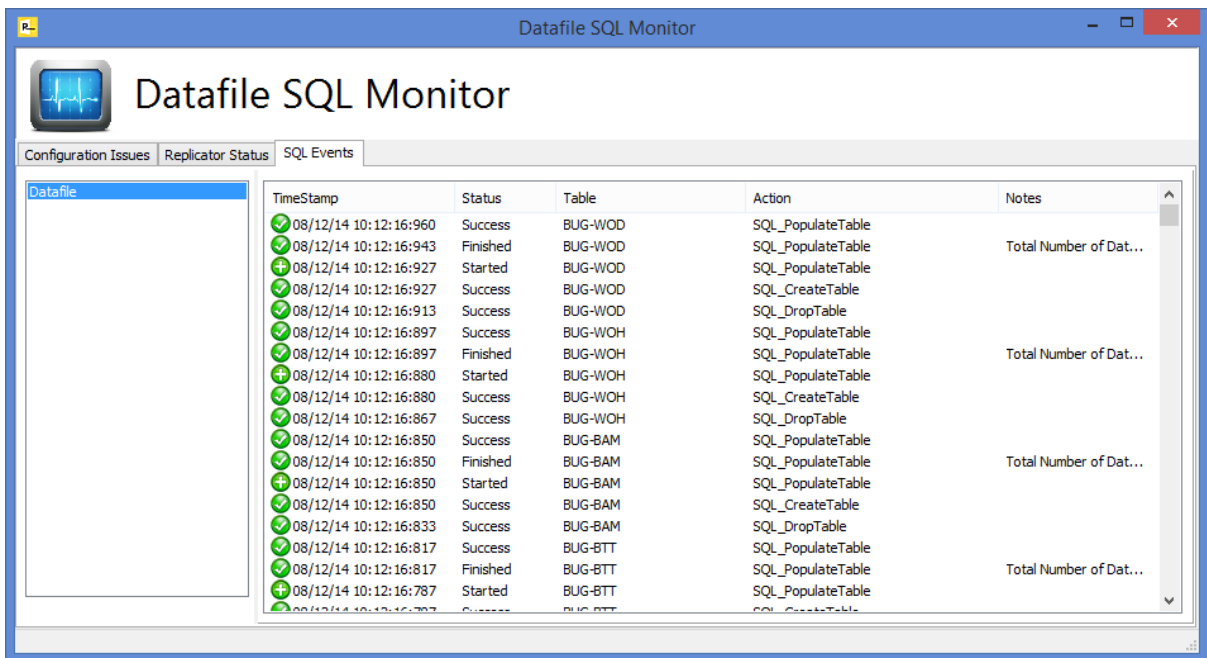 R
Datafile SQL Monitor
Datafile SQL Monitor
Configuration Issues Replicator Status SQL Events
Datafile
TimeStamp Status Table Action Notes
08/12/14 10:12:16:960 Success BUG-WOD SQL_PopulateTable
08/12/14 10:12:16:943 Finished BUG-WOD SQL_PopulateTable Total Number of Dat...
08/12/14 10:12:16:927 Started BUG-WOD SQL_PopulateTable
08/12/14 10:12:16:927 Success BUG-WOD SQL_CreateTable
08/12/14 10:12:16:913 Success BUG-WOD SQL_DropTable
08/12/14 10:12:16:897 Success BUG-WOH SQL_PopulateTable
08/12/14 10:12:16:897 Finished BUG-WOH SQL_PopulateTable Total Number of Dat...
08/12/14 10:12:16:880 Started BUG-WOH SQL_PopulateTable
08/12/14 10:12:16:880 Success BUG-WOH SQL_CreateTable
08/12/14 10:12:16:867 Success BUG-WOH SQL_DropTable
08/12/14 10:12:16:850 Success BUG-BAM SQL_PopulateTable
08/12/14 10:12:16:850 Finished BUG-BAM SQL_PopulateTable Total Number of Dat...
08/12/14 10:12:16:850 Started BUG-BAM SQL_PopulateTable
08/12/14 10:12:16:850 Success BUG-BAM SQL_CreateTable
08/12/14 10:12:16:833 Success BUG-BAM SQL_DropTable
08/12/14 10:12:16:817 Success BUG-BTT SQL_PopulateTable
08/12/14 10:12:16:817 Finished BUG-BTT SQL_PopulateTable Total Number of Dat...
08/12/14 10:12:16:787 Started BUG-BTT SQL_PopulateTable
08/12/14 10:12:16:787 Success BUG-BTT SQL_CreateTable